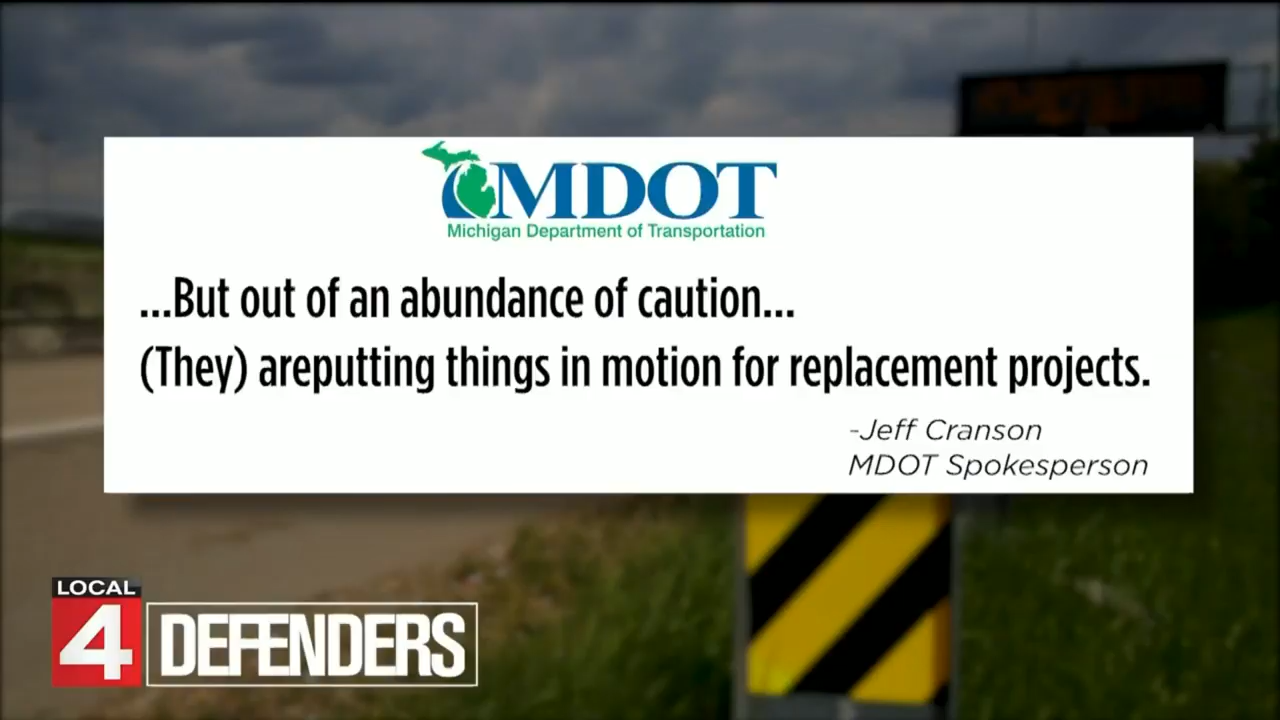 MDOT
Michigan Department of Transportation
...But out of an abundance of caution...
(They) areputting things in motion for replacement projects.
-Jeff Cranson
MDOT Spokesperson
LOCAL
4 DEFENDERS